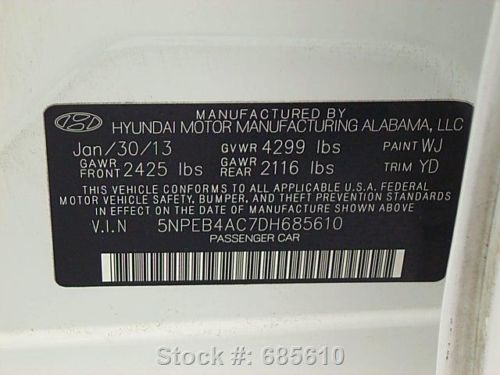 MANUFACTURED BY
HYUNDAI MOTOR MANUFACTURING ALABAMA, LLC
Jan/30/13 GVWR 4299 lbs PAINT WJ
GAWR FRONT 2425 lbs GAWR REAR 2116 lbs TRIM YD
THIS VEHICLE CONFORMS TO ALL APPLICABLE U.S.A. FEDERAL
MOTOR VEHICLE SAFETY, BUMPER, AND THEFT PREVENTION STANDARDS
IN EFFECT ON THE DATE OF MANUFACTURE SHOWN ABOVE.
V.I.N 5NPEB4AC7DH685610
PASSENGER CAR
Stock #: 685610